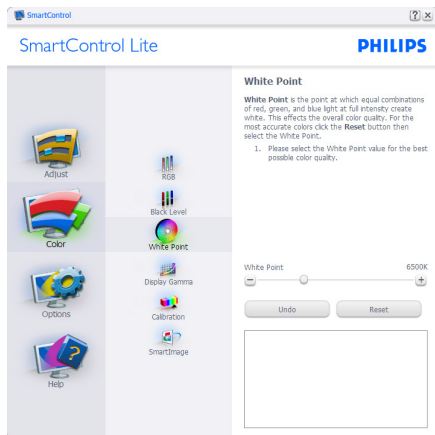 SmartControl
? ×
SmartControl Lite
PHILIPS
Adjust
Color
Options
Help
RGB
Black Level
White Point
Display Gamma
Calibration
SmartImage
White Point
White Point is the point at which equal combinations
of red, green, and blue light at full intensity create
white. This effects the overall color quality. For the
most accurate colors click the Reset button then
select the White Point.
1. Please select the White Point value for the best
possible color quality.
White Point 6500K
Undo Reset